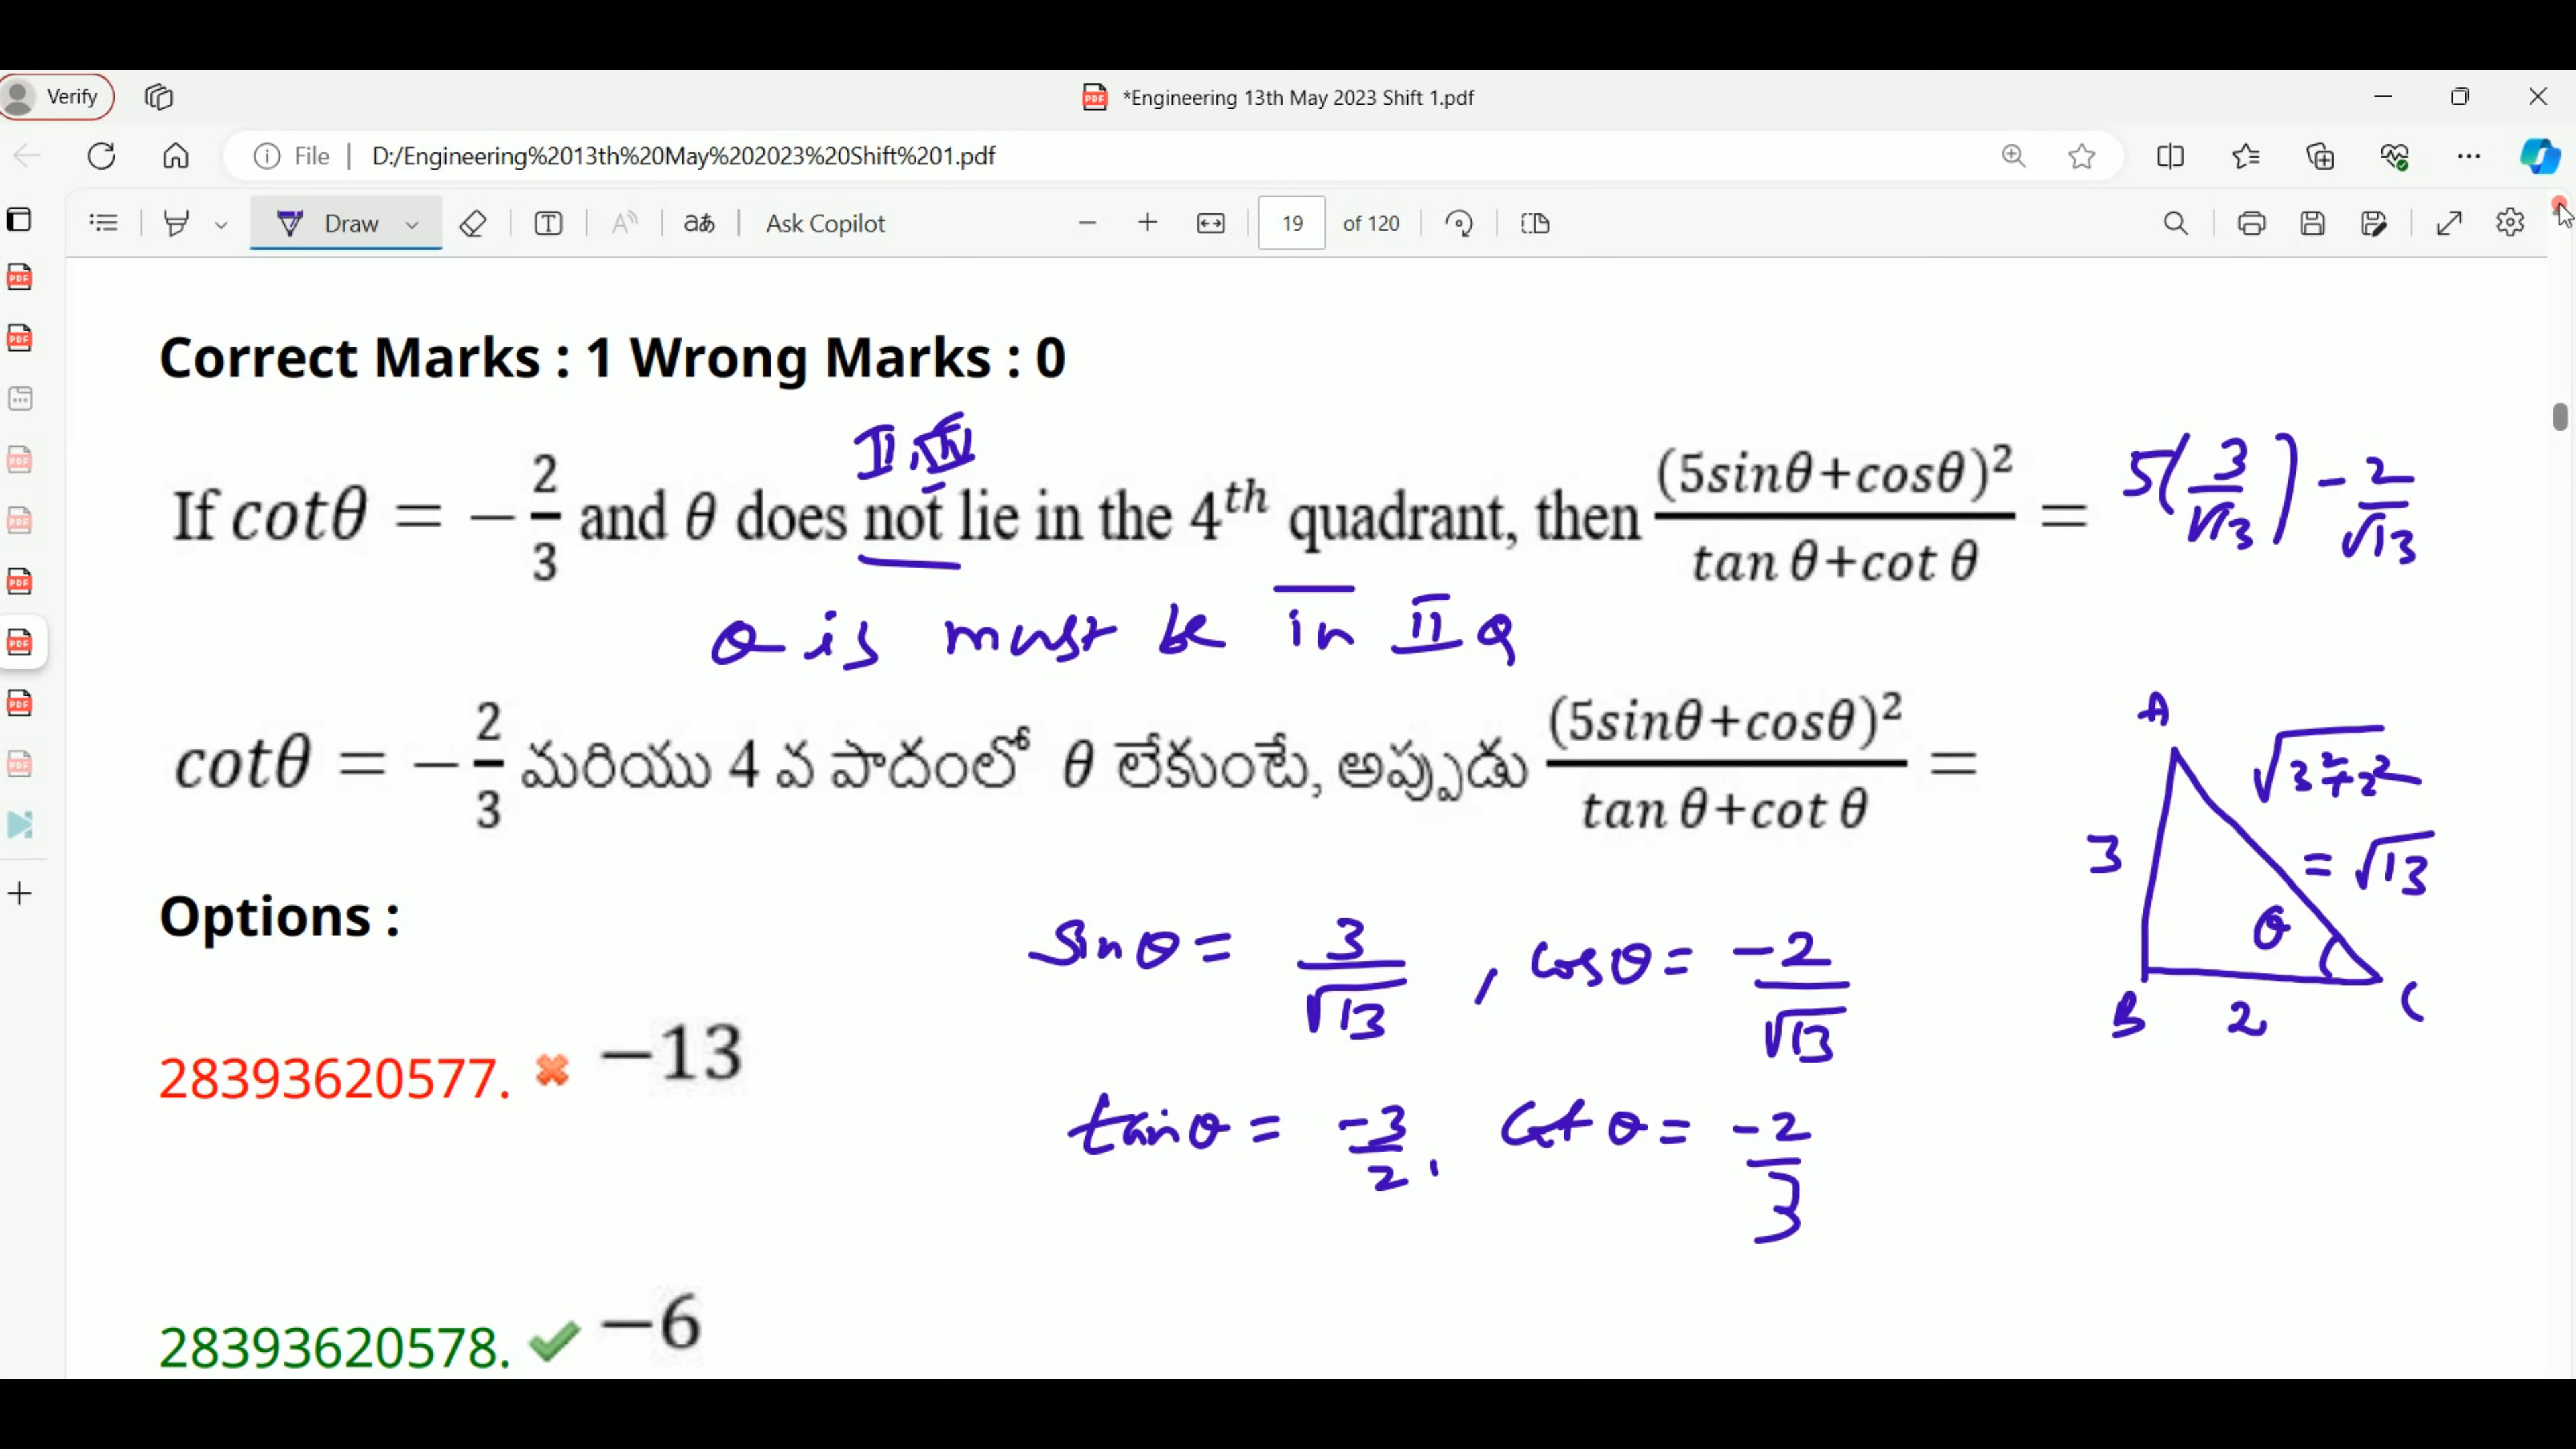 Verify
*Engineering 13th May 2023 Shift 1.pdf
File | D:/Engineering%2013th%20May%202023%20Shift%201.pdf
Draw aあ Ask Copilot 19 of 120
Correct Marks : 1 Wrong Marks : 0
II, IV
If cotθ = −2/3 and θ does not lie in the 4th quadrant, then (5sinθ+cosθ)²/(tan θ+cot θ) = 5(3/√13) − 2/√13
θ is must be in II Q
cotθ = −2/3 మరియు 4 వ పాదంలో θ లేకుంటే, అప్పుడు (5sinθ+cosθ)²/(tan θ+cot θ) =
A
√3²+2²
3
= √13
θ
B 2 C
Options :
Sinθ = 3/√13 , cosθ = −2/√13
28393620577. −13
tanθ = −3/2, cot θ = −2/3
28393620578. −6